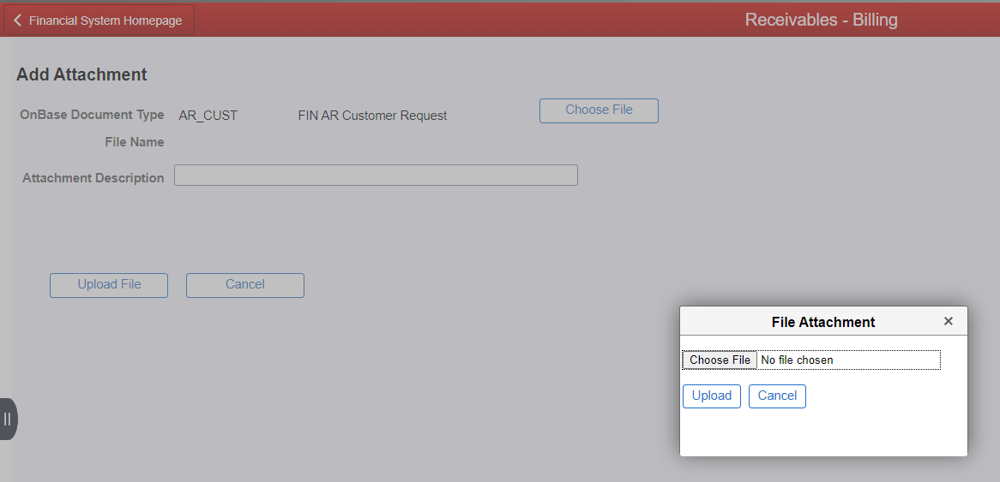 Financial System Homepage
Receivables - Billing
Add Attachment
OnBase Document Type AR_CUST FIN AR Customer Request Choose File
File Name
Attachment Description
Upload File Cancel
File Attachment ×
Choose File No file chosen
Upload Cancel